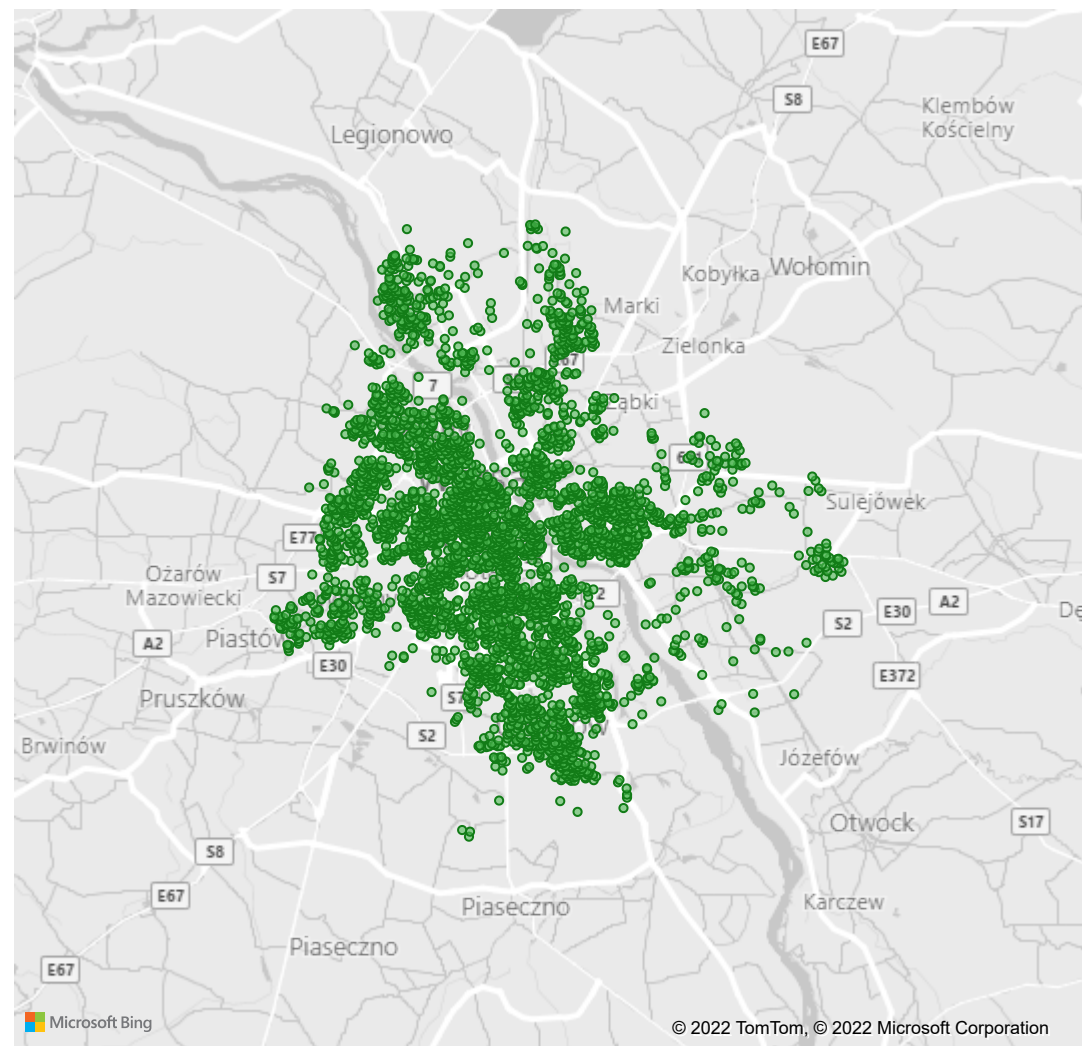 E67
S8
Klembów
Kościelny
Legionowo
Kobyłka
Wołomin
Marki
Zielonka
67
7
Ząbki
Sulejówek
E77
Ożarów
Mazowiecki
S7
S2
E30
A2
A2
Piastów
E30
E372
Pruszków
S7
S2
Brwinów
Józefów
Otwock
S17
S8
E67
Karczew
Piaseczno
Piaseczno
E67
Microsoft Bing
© 2022 TomTom, © 2022 Microsoft Corporation